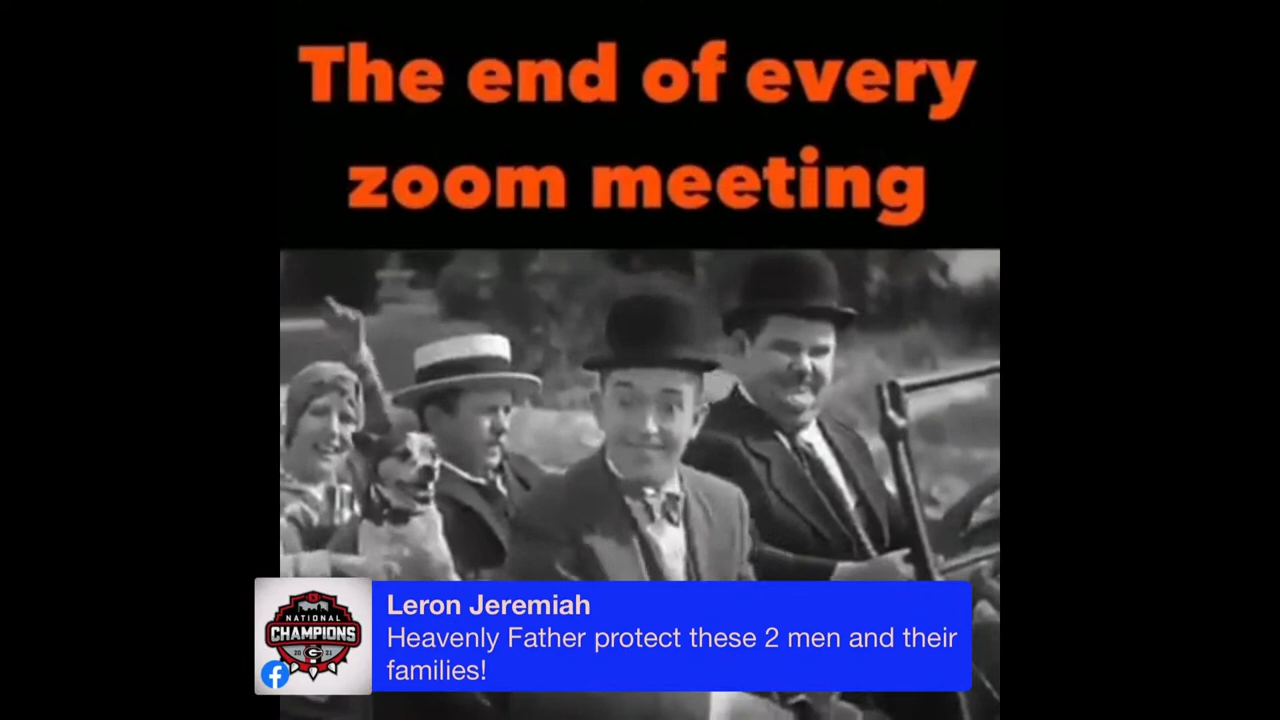 The end of every
zoom meeting
NATIONAL
CHAMPIONS
2021
G
Leron Jeremiah
Heavenly Father protect these 2 men and their
families!